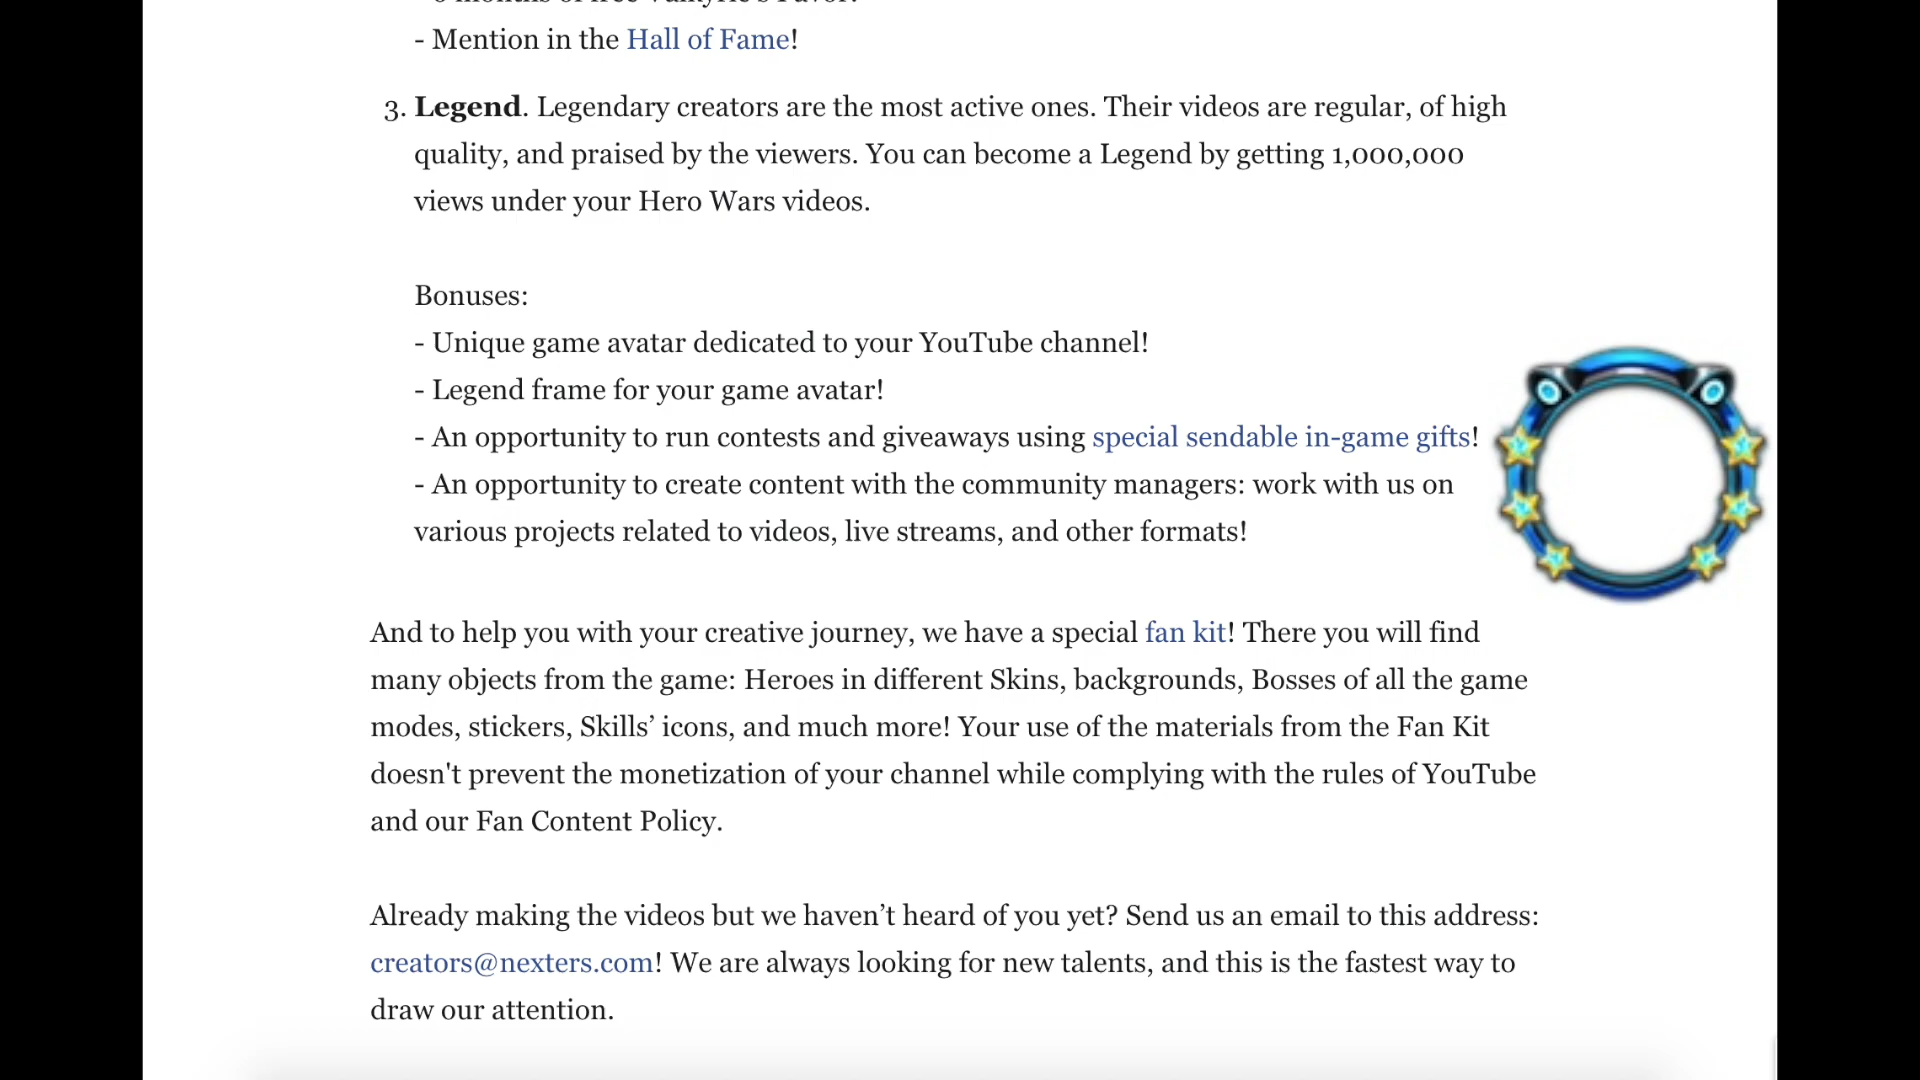 - Mention in the Hall of Fame!
3. Legend. Legendary creators are the most active ones. Their videos are regular, of high
quality, and praised by the viewers. You can become a Legend by getting 1,000,000
views under your Hero Wars videos.
Bonuses:
- Unique game avatar dedicated to your YouTube channel!
- Legend frame for your game avatar!
- An opportunity to run contests and giveaways using special sendable in-game gifts!
- An opportunity to create content with the community managers: work with us on
various projects related to videos, live streams, and other formats!
And to help you with your creative journey, we have a special fan kit! There you will find
many objects from the game: Heroes in different Skins, backgrounds, Bosses of all the game
modes, stickers, Skills’ icons, and much more! Your use of the materials from the Fan Kit
doesn't prevent the monetization of your channel while complying with the rules of YouTube
and our Fan Content Policy.
Already making the videos but we haven’t heard of you yet? Send us an email to this address:
creators@nexters.com! We are always looking for new talents, and this is the fastest way to
draw our attention.